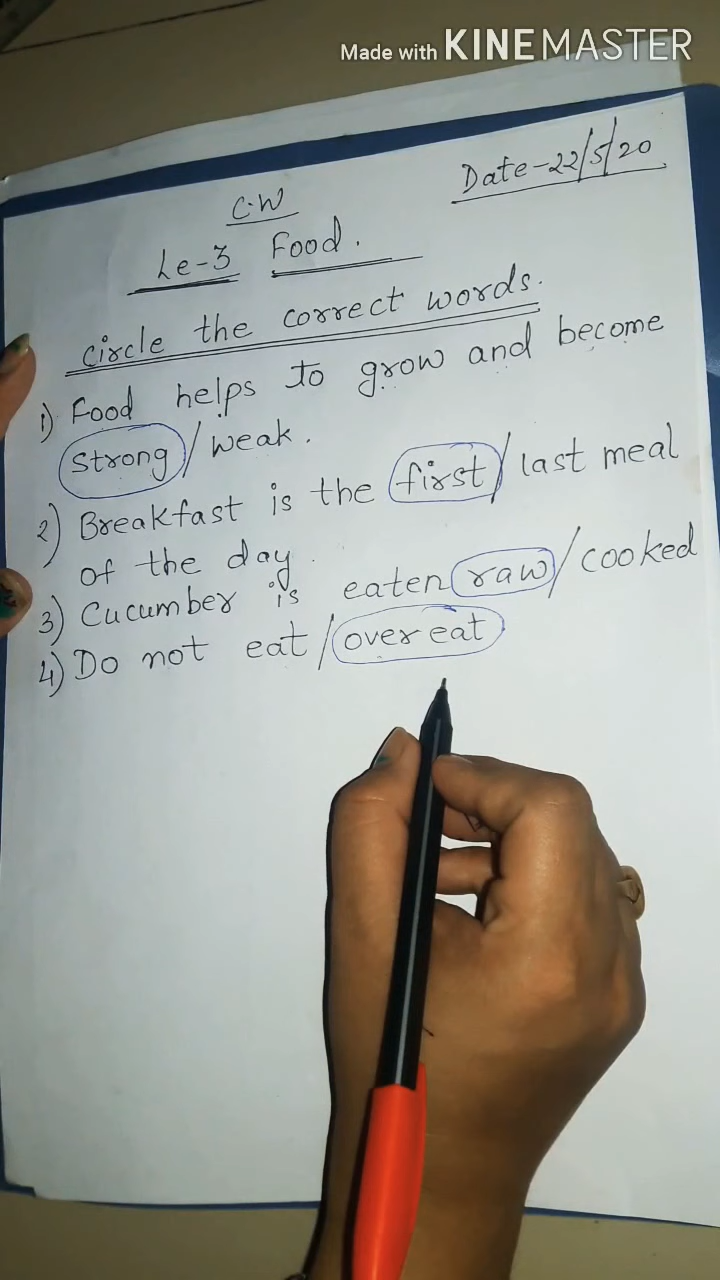 Made with KINEMASTER
Date-22/5/20
C.W
Le-3 Food.
Circle the correct words.
1) Food helps to grow and become
Strong/weak.
2) Breakfast is the first/last meal
of the day.
3) Cucumber is eaten raw/cooked
4) Do not eat/over eat